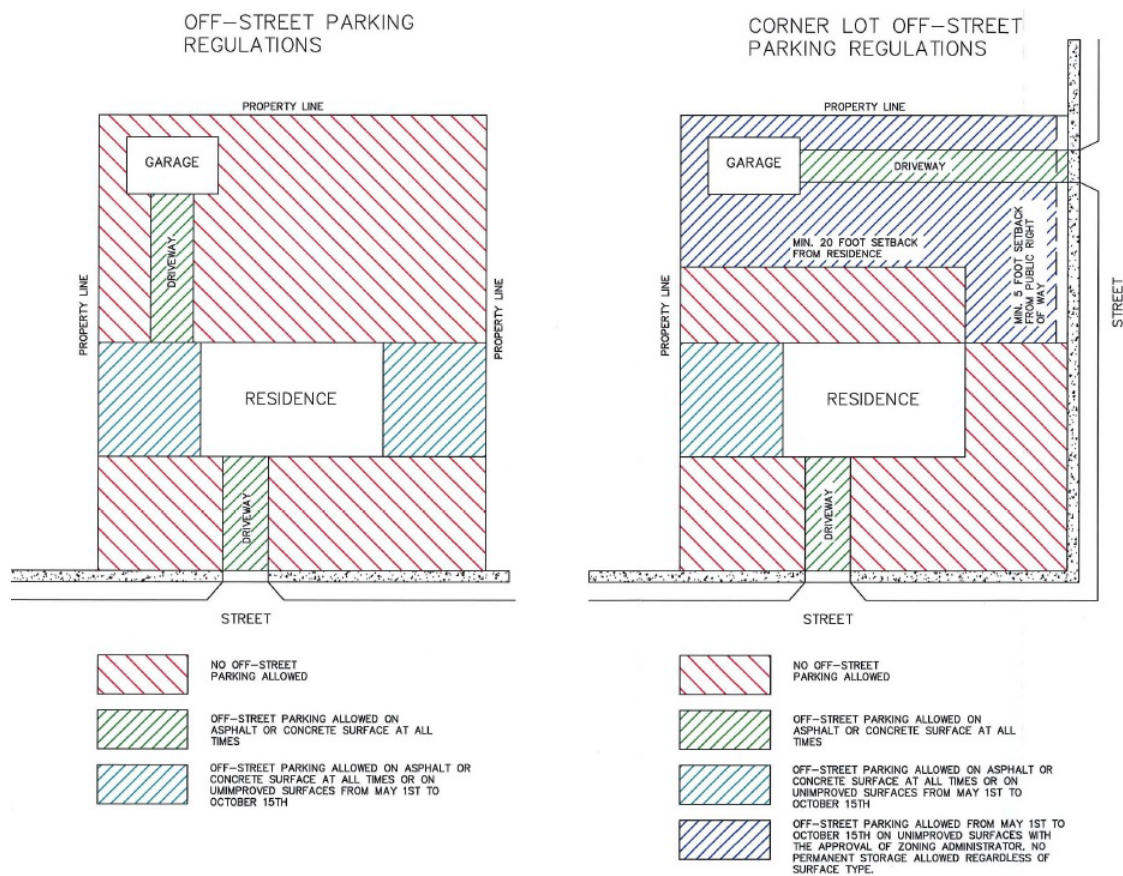 OFF-STREET PARKING
REGULATIONS
PROPERTY LINE
GARAGE
DRIVEWAY
PROPERTY LINE
PROPERTY LINE
RESIDENCE
DRIVEWAY
STREET
NO OFF-STREET
PARKING ALLOWED
OFF-STREET PARKING ALLOWED ON
ASPHALT OR CONCRETE SURFACE AT ALL
TIMES
OFF-STREET PARKING ALLOWED ON ASPHALT OR
CONCRETE SURFACE AT ALL TIMES OR ON
UMIMPROVED SURFACES FROM MAY 1ST TO
OCTOBER 15TH
CORNER LOT OFF-STREET
PARKING REGULATIONS
PROPERTY LINE
GARAGE
DRIVEWAY
MIN. 20 FOOT SETBACK
FROM RESIDENCE
MIN. 5 FOOT SETBACK
FROM PUBLIC RIGHT
OF WAY
PROPERTY LINE
STREET
RESIDENCE
DRIVEWAY
STREET
NO OFF-STREET
PARKING ALLOWED
OFF-STREET PARKING ALLOWED ON
ASPHALT OR CONCRETE SURFACE AT ALL
TIMES
OFF-STREET PARKING ALLOWED ON ASPHALT OR
CONCRETE SURFACE AT ALL TIMES OR ON
UNIMPROVED SURFACES FROM MAY 1ST TO
OCTOBER 15TH
OFF-STREET PARKING ALLOWED FROM MAY 1ST TO
OCTOBER 15TH ON UNIMPROVED SURFACES WITH
THE APPROVAL OF ZONING ADMINISTRATOR. NO
PERMANENT STORAGE ALLOWED REGARDLESS OF
SURFACE TYPE.